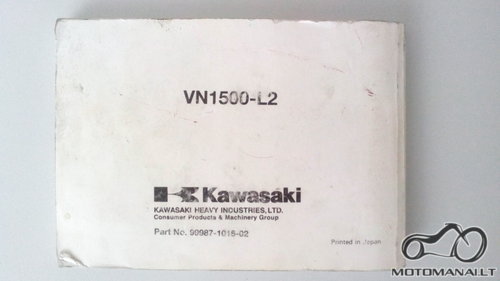 VN1500-L2
Kawasaki
KAWASAKI HEAVY INDUSTRIES, LTD.
Consumer Products & Machinery Group
Part No. 99987-1016-02
Printed in Japan
MOTOMANAI.LT